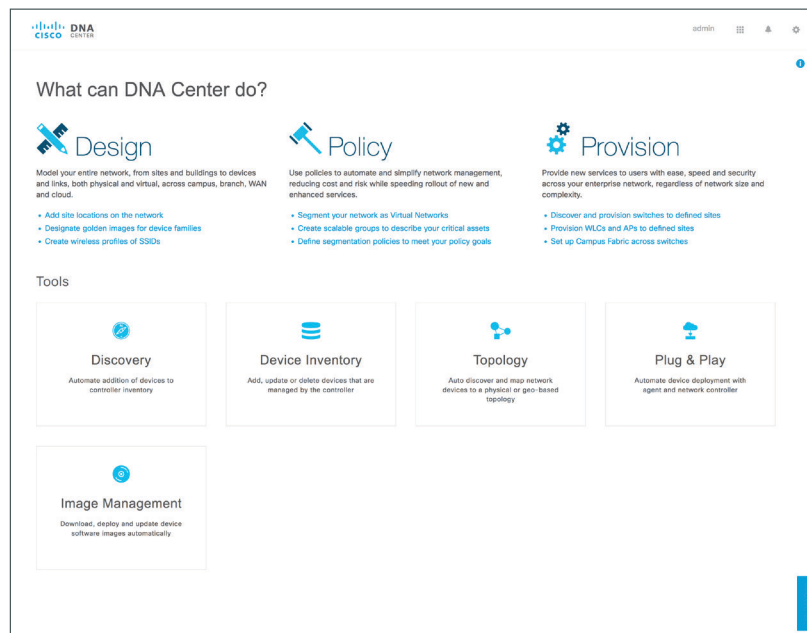 CISCO DNA CENTER
admin
What can DNA Center do?
Design
Model your entire network, from sites and buildings to devices
and links, both physical and virtual, across campus, branch, WAN
and cloud.
• Add site locations on the network
• Designate golden images for device families
• Create wireless profiles of SSIDs
Policy
Use policies to automate and simplify network management,
reducing cost and risk while speeding rollout of new and
enhanced services.
• Segment your network as Virtual Networks
• Create scalable groups to describe your critical assets
• Define segmentation policies to meet your policy goals
Provision
Provide new services to users with ease, speed and security
across your enterprise network, regardless of network size and
complexity.
• Discover and provision switches to defined sites
• Provision WLCs and APs to defined sites
• Set up Campus Fabric across switches
Tools
Discovery
Automate addition of devices to
controller inventory
Device Inventory
Add, update or delete devices that are
managed by the controller
Topology
Auto discover and map network
devices to a physical or geo-based
topology
Plug & Play
Automate device deployment with
agent and network controller
Image Management
Download, deploy and update device
software images automatically